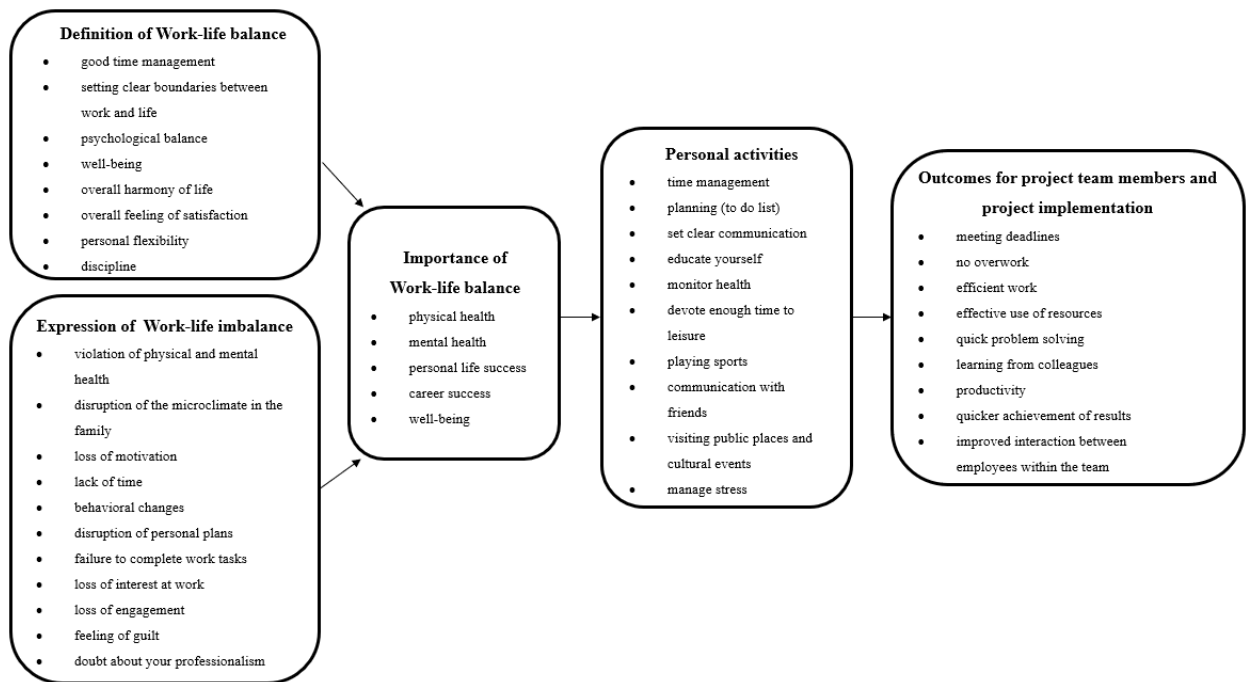 Definition of Work-life balance
• good time management
• setting clear boundaries between
work and life
• psychological balance
• well-being
• overall harmony of life
• overall feeling of satisfaction
• personal flexibility
• discipline
Expression of Work-life imbalance
• violation of physical and mental
health
• disruption of the microclimate in the
family
• loss of motivation
• lack of time
• behavioral changes
• disruption of personal plans
• failure to complete work tasks
• loss of interest at work
• loss of engagement
• feeling of guilt
• doubt about your professionalism
Importance of
Work-life balance
• physical health
• mental health
• personal life success
• career success
• well-being
Personal activities
• time management
• planning (to do list)
• set clear communication
• educate yourself
• monitor health
• devote enough time to
leisure
• playing sports
• communication with
friends
• visiting public places and
cultural events
• manage stress
Outcomes for project team members and
project implementation
• meeting deadlines
• no overwork
• efficient work
• effective use of resources
• quick problem solving
• learning from colleagues
• productivity
• quicker achievement of results
• improved interaction between
employees within the team